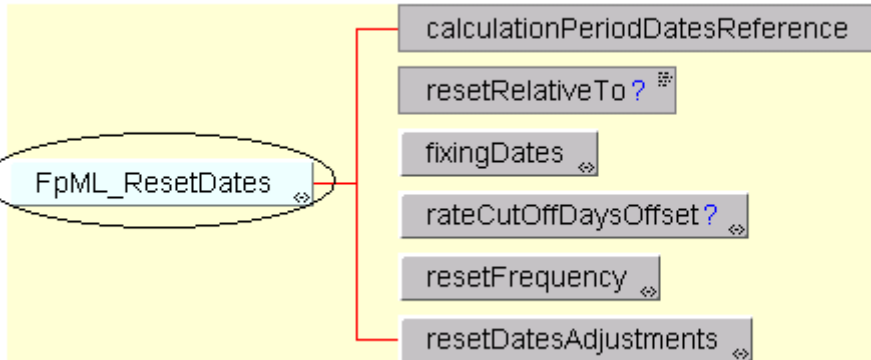 calculationPeriodDatesReference
resetRelativeTo?
fixingDates
FpML_ResetDates
rateCutOffDaysOffset?
resetFrequency
resetDatesAdjustments